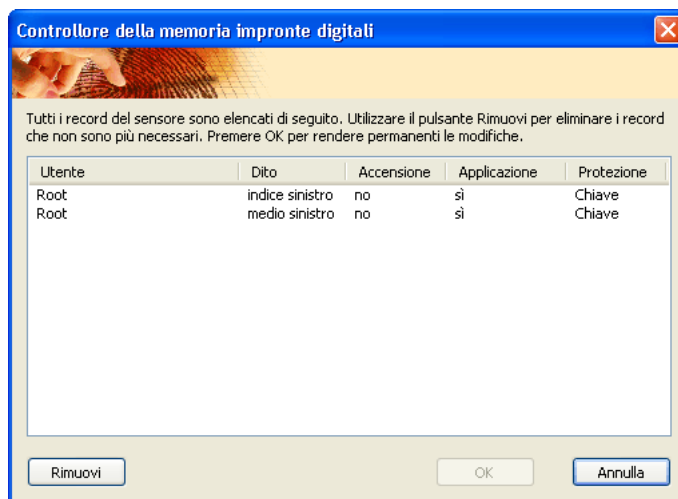 Controllore della memoria impronte digitali
Tutti i record del sensore sono elencati di seguito. Utilizzare il pulsante Rimuovi per eliminare i record
che non sono più necessari. Premere OK per rendere permanenti le modifiche.
Utente Dito Accensione Applicazione Protezione
Root indice sinistro no sì Chiave
Root medio sinistro no sì Chiave
Rimuovi OK Annulla